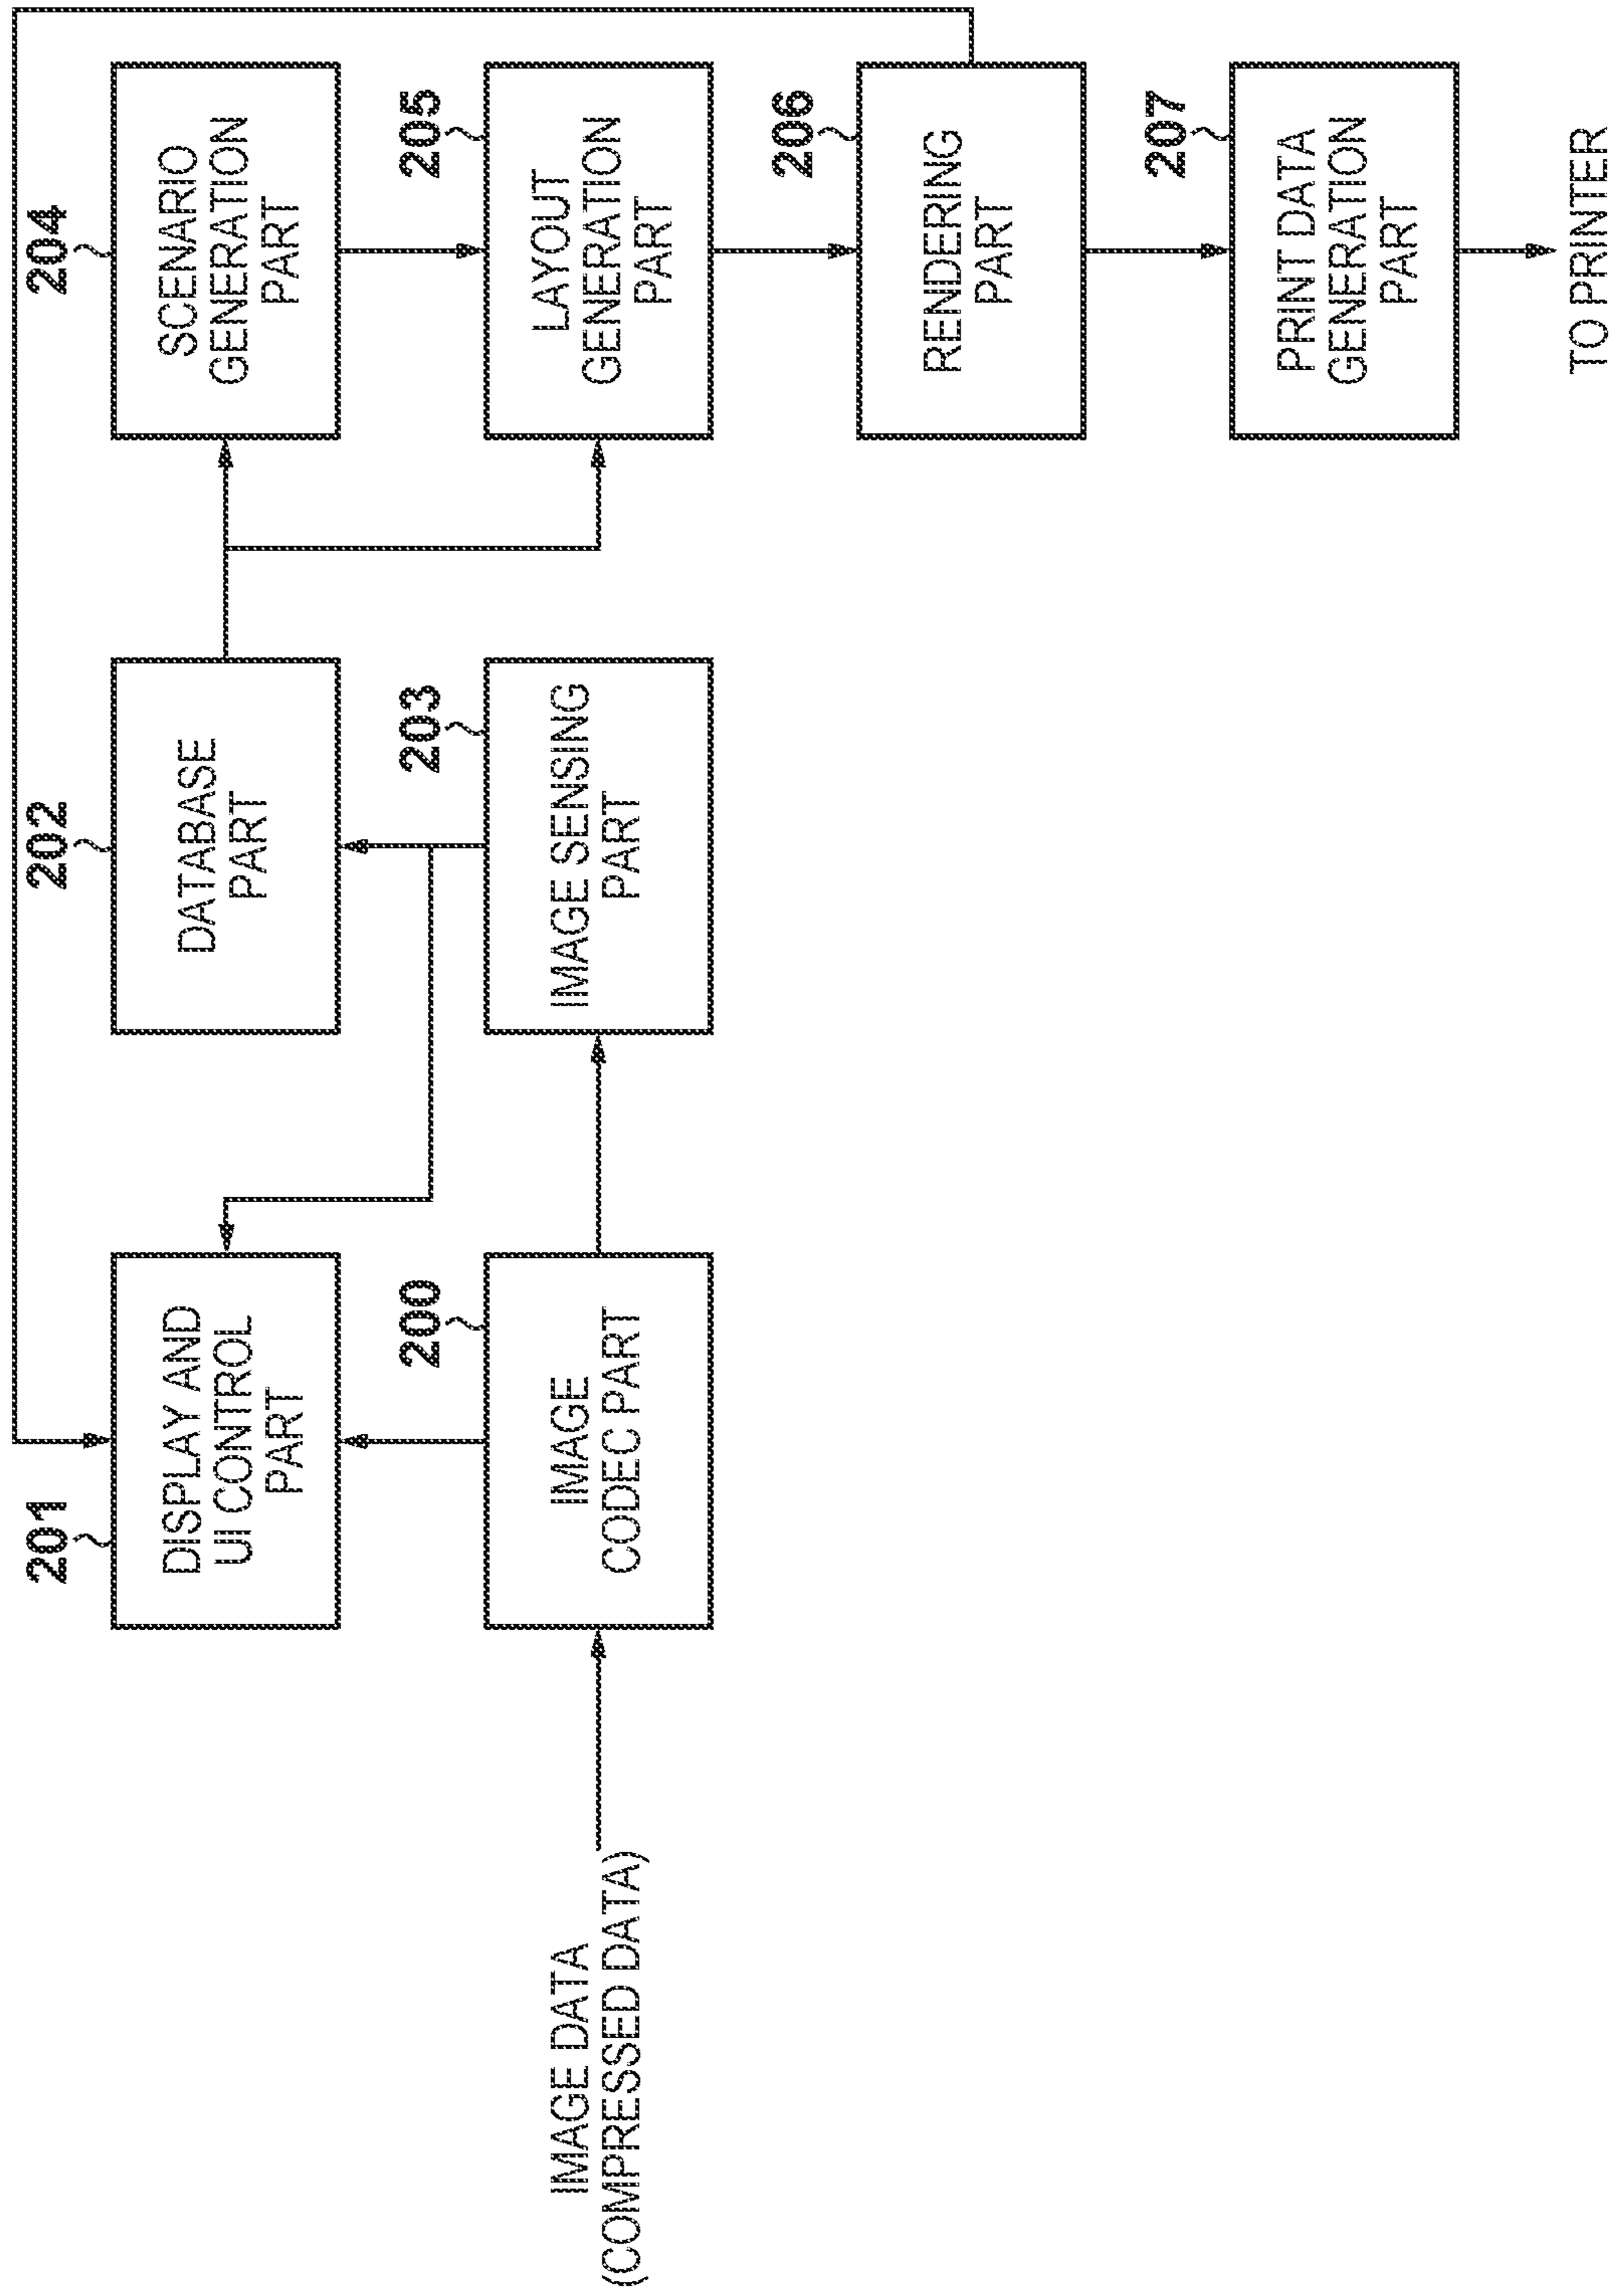 201
DISPLAY AND
UI CONTROL
PART
202
DATABASE
PART
204
SCENARIO
GENERATION
PART
IMAGE DATA
(COMPRESSED DATA)
200
IMAGE
CODEC PART
203
IMAGE SENSING
PART
205
LAYOUT
GENERATION
PART
206
RENDERING
PART
207
PRINT DATA
GENERATION
PART
TO PRINTER